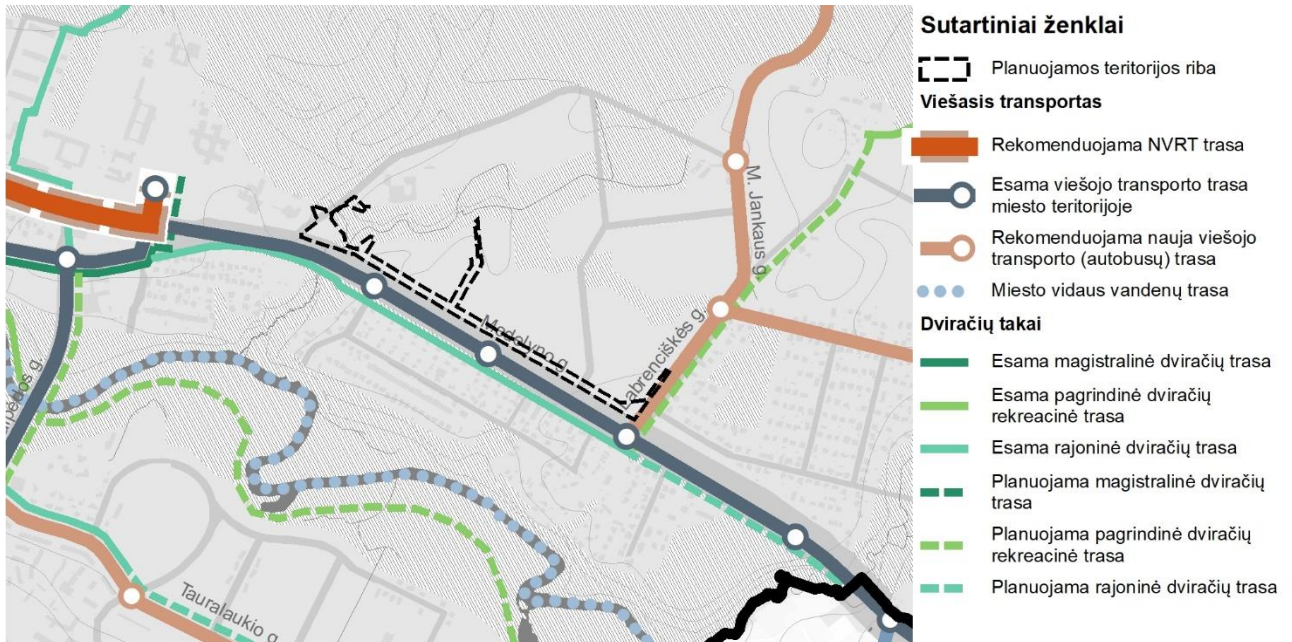 M. Jankaus g.
Labrenciškės g.
Medelyno g.
Tauralaukio g.
Sutartiniai ženklai
Planuojamos teritorijos riba
Viešasis transportas
Rekomenduojama NVRT trasa
Esama viešojo transporto trasa
miesto teritorijoje
Rekomenduojama nauja viešojo
transporto (autobusų) trasa
Miesto vidaus vandenų trasa
Dviračių takai
Esama magistralinė dviračių trasa
Esama pagrindinė dviračių
rekreacinė trasa
Esama rajoninė dviračių trasa
Planuojama magistralinė dviračių
trasa
Planuojama pagrindinė dviračių
rekreacinė trasa
Planuojama rajoninė dviračių trasa